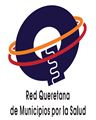 Red Queretana
de Municipios por la Salud